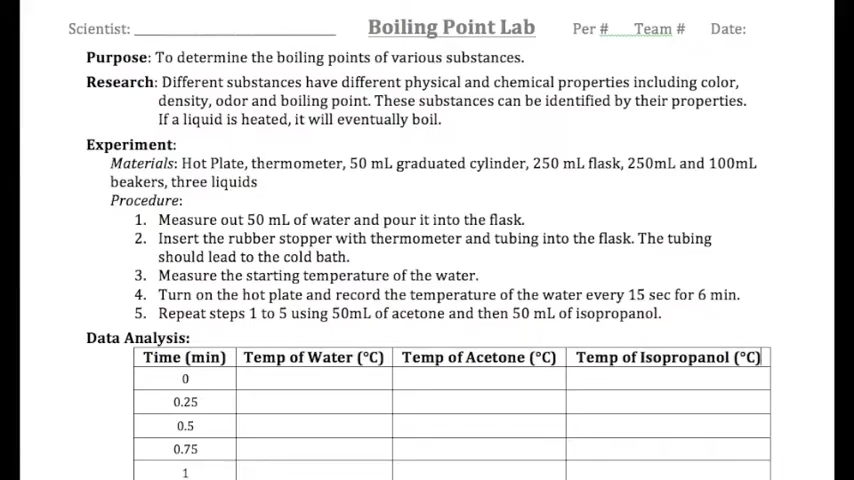 Scientist: ______________________ Boiling Point Lab Per # Team # Date:
Purpose: To determine the boiling points of various substances.
Research: Different substances have different physical and chemical properties including color,
density, odor and boiling point. These substances can be identified by their properties.
If a liquid is heated, it will eventually boil.
Experiment:
Materials: Hot Plate, thermometer, 50 mL graduated cylinder, 250 mL flask, 250mL and 100mL
beakers, three liquids
Procedure:
1. Measure out 50 mL of water and pour it into the flask.
2. Insert the rubber stopper with thermometer and tubing into the flask. The tubing
should lead to the cold bath.
3. Measure the starting temperature of the water.
4. Turn on the hot plate and record the temperature of the water every 15 sec for 6 min.
5. Repeat steps 1 to 5 using 50mL of acetone and then 50 mL of isopropanol.
Data Analysis:
Time (min) Temp of Water (°C) Temp of Acetone (°C) Temp of Isopropanol (°C)
0
0.25
0.5
0.75
1